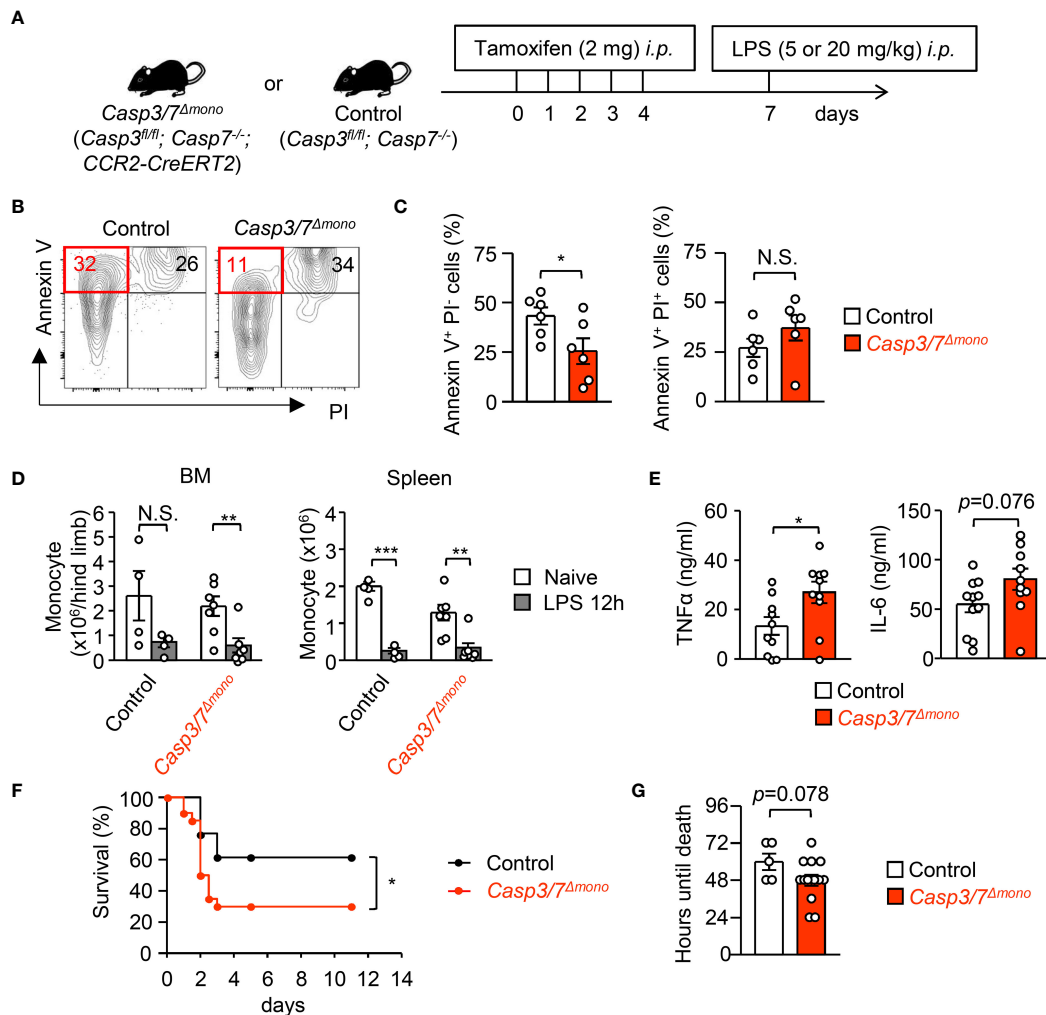 A
Tamoxifen (2 mg) i.p.
LPS (5 or 20 mg/kg) i.p.
or
0 1 2 3 4 7 days
Casp3/7Δmono
(Casp3fl/fl; Casp7-/-;
CCR2-CreERT2)
Control
(Casp3fl/fl; Casp7-/-)
B
Control
Casp3/7Δmono
Annexin V
32
26
11
34
PI
C
Annexin V+ PI- cells (%)
75
50
25
0
*
Annexin V+ PI+ cells (%)
75
50
25
0
N.S.
Control
Casp3/7Δmono
D
BM
Monocyte
(x10⁶/hind limb)
6
5
4
3
2
1
0
N.S.
**
Control
Casp3/7Δmono
Spleen
Monocyte (x10⁶)
4
3
2
1
0
***
**
Control
Casp3/7Δmono
Naive
LPS 12h
E
TNFα (ng/ml)
60
40
20
0
*
IL-6 (ng/ml)
150
100
50
0
p=0.076
Control
Casp3/7Δmono
F
Survival (%)
100
80
60
40
20
0
0 2 4 6 8 10 12 14
days
*
Control
Casp3/7Δmono
G
Hours until death
96
72
48
24
0
p=0.078
Control
Casp3/7Δmono